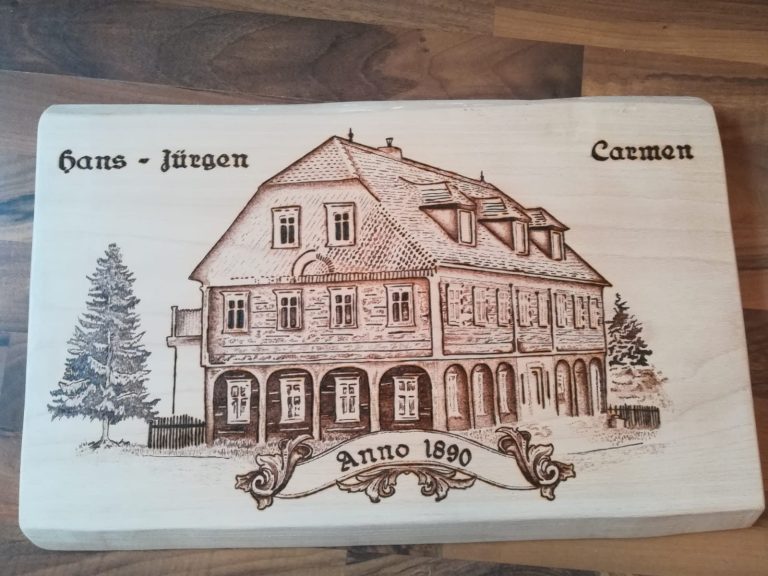 Hans - Jürgen
Carmen
Anno 1890